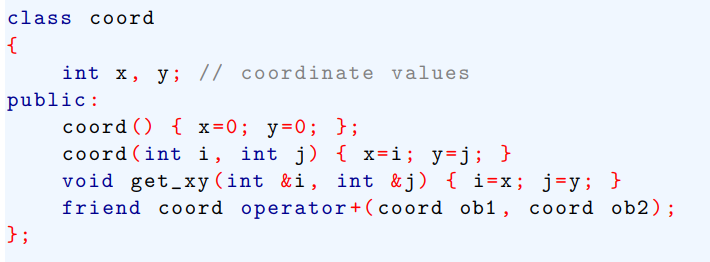 class coord
{
    int x, y; // coordinate values
public:
    coord() { x=0; y=0; };
    coord(int i, int j) { x=i; y=j; }
    void get_xy(int &i, int &j) { i=x; j=y; }
    friend coord operator+(coord ob1, coord ob2);
};